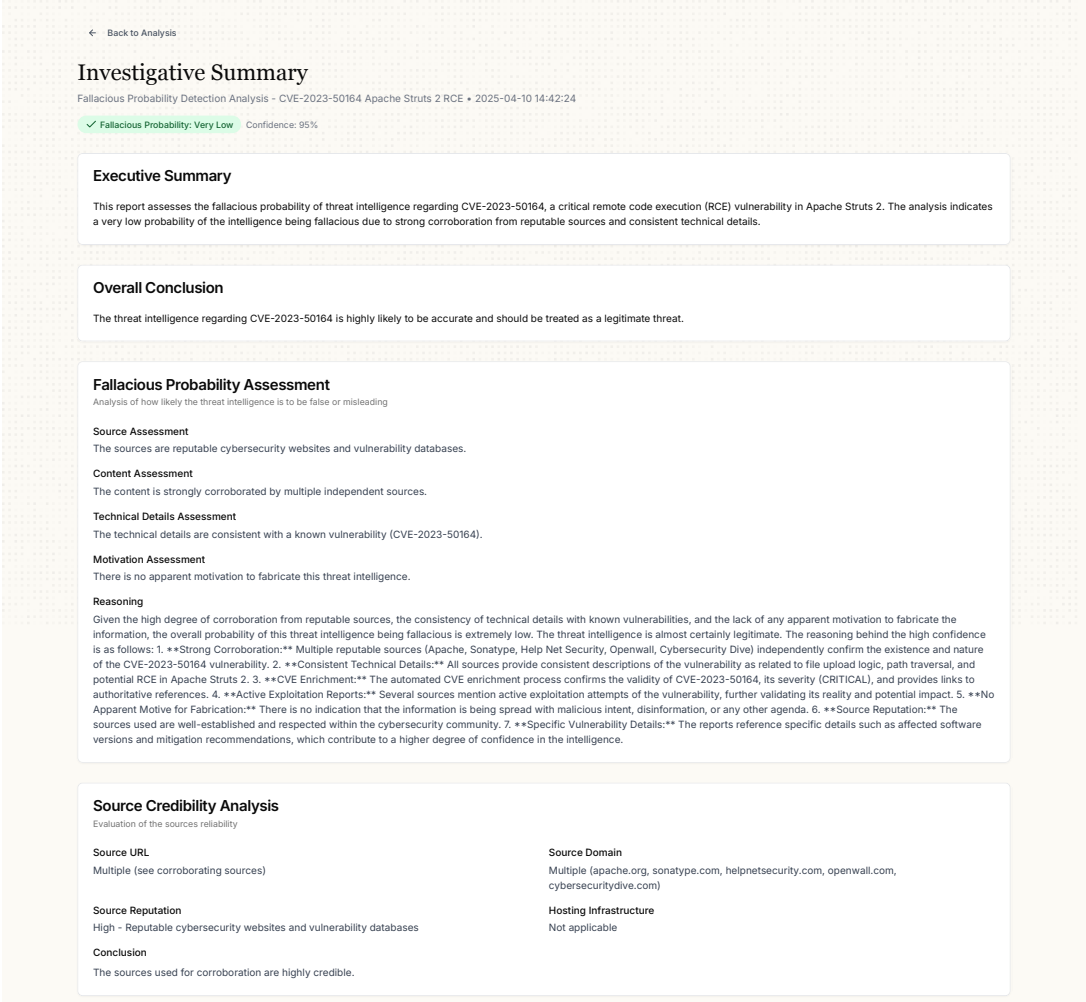 Back to Analysis
Investigative Summary
Fallacious Probability Detection Analysis - CVE-2023-50164 Apache Struts 2 RCE • 2025-04-10 14:42:24
Fallacious Probability: Very Low Confidence: 95%
Executive Summary
This report assesses the fallacious probability of threat intelligence regarding CVE-2023-50164, a critical remote code execution (RCE) vulnerability in Apache Struts 2. The analysis indicates
a very low probability of the intelligence being fallacious due to strong corroboration from reputable sources and consistent technical details.
Overall Conclusion
The threat intelligence regarding CVE-2023-50164 is highly likely to be accurate and should be treated as a legitimate threat.
Fallacious Probability Assessment
Analysis of how likely the threat intelligence is to be false or misleading
Source Assessment
The sources are reputable cybersecurity websites and vulnerability databases.
Content Assessment
The content is strongly corroborated by multiple independent sources.
Technical Details Assessment
The technical details are consistent with a known vulnerability (CVE-2023-50164).
Motivation Assessment
There is no apparent motivation to fabricate this threat intelligence.
Reasoning
Given the high degree of corroboration from reputable sources, the consistency of technical details with known vulnerabilities, and the lack of any apparent motivation to fabricate the
information, the overall probability of this threat intelligence being fallacious is extremely low. The threat intelligence is almost certainly legitimate. The reasoning behind the high confidence
is as follows: 1. **Strong Corroboration:** Multiple reputable sources (Apache, Sonatype, Help Net Security, Openwall, Cybersecurity Dive) independently confirm the existence and nature
of the CVE-2023-50164 vulnerability. 2. **Consistent Technical Details:** All sources provide consistent descriptions of the vulnerability as related to file upload logic, path traversal, and
potential RCE in Apache Struts 2. 3. **CVE Enrichment:** The automated CVE enrichment process confirms the validity of CVE-2023-50164, its severity (CRITICAL), and provides links to
authoritative references. 4. **Active Exploitation Reports:** Several sources mention active exploitation attempts of the vulnerability, further validating its reality and potential impact. 5. **No
Apparent Motive for Fabrication:** There is no indication that the information is being spread with malicious intent, disinformation, or any other agenda. 6. **Source Reputation:** The
sources used are well-established and respected within the cybersecurity community. 7. **Specific Vulnerability Details:** The reports reference specific details such as affected software
versions and mitigation recommendations, which contribute to a higher degree of confidence in the intelligence.
Source Credibility Analysis
Evaluation of the sources reliability
Source URL
Multiple (see corroborating sources)
Source Domain
Multiple (apache.org, sonatype.com, helpnetsecurity.com, openwall.com,
cybersecuritydive.com)
Source Reputation
High - Reputable cybersecurity websites and vulnerability databases
Hosting Infrastructure
Not applicable
Conclusion
The sources used for corroboration are highly credible.